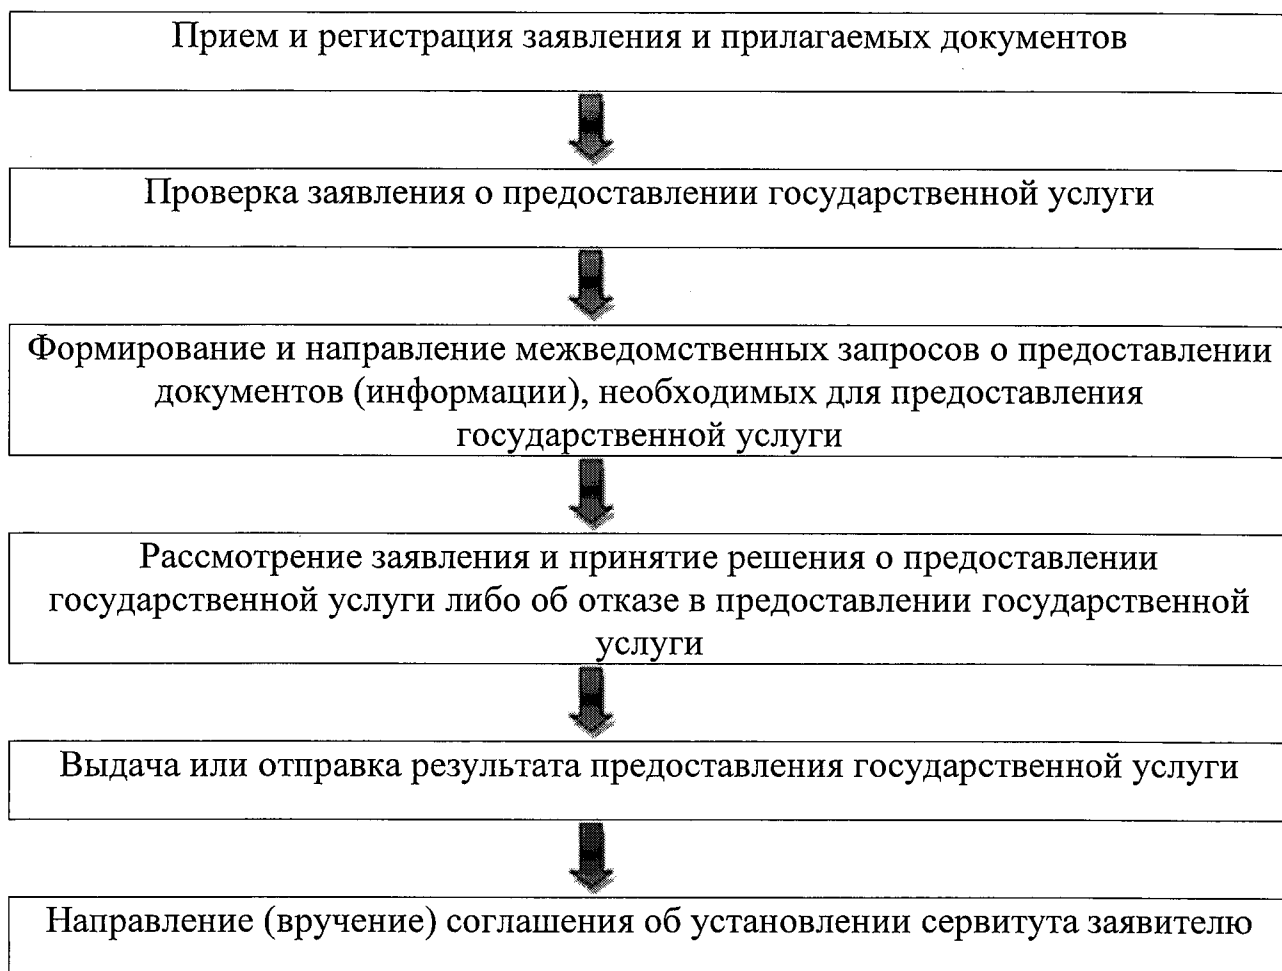 Прием и регистрация заявления и прилагаемых документов
Проверка заявления о предоставлении государственной услуги
Формирование и направление межведомственных запросов о предоставлении
документов (информации), необходимых для предоставления
государственной услуги
Рассмотрение заявления и принятие решения о предоставлении
государственной услуги либо об отказе в предоставлении государственной
услуги
Выдача или отправка результата предоставления государственной услуги
Направление (вручение) соглашения об установлении сервитута заявителю